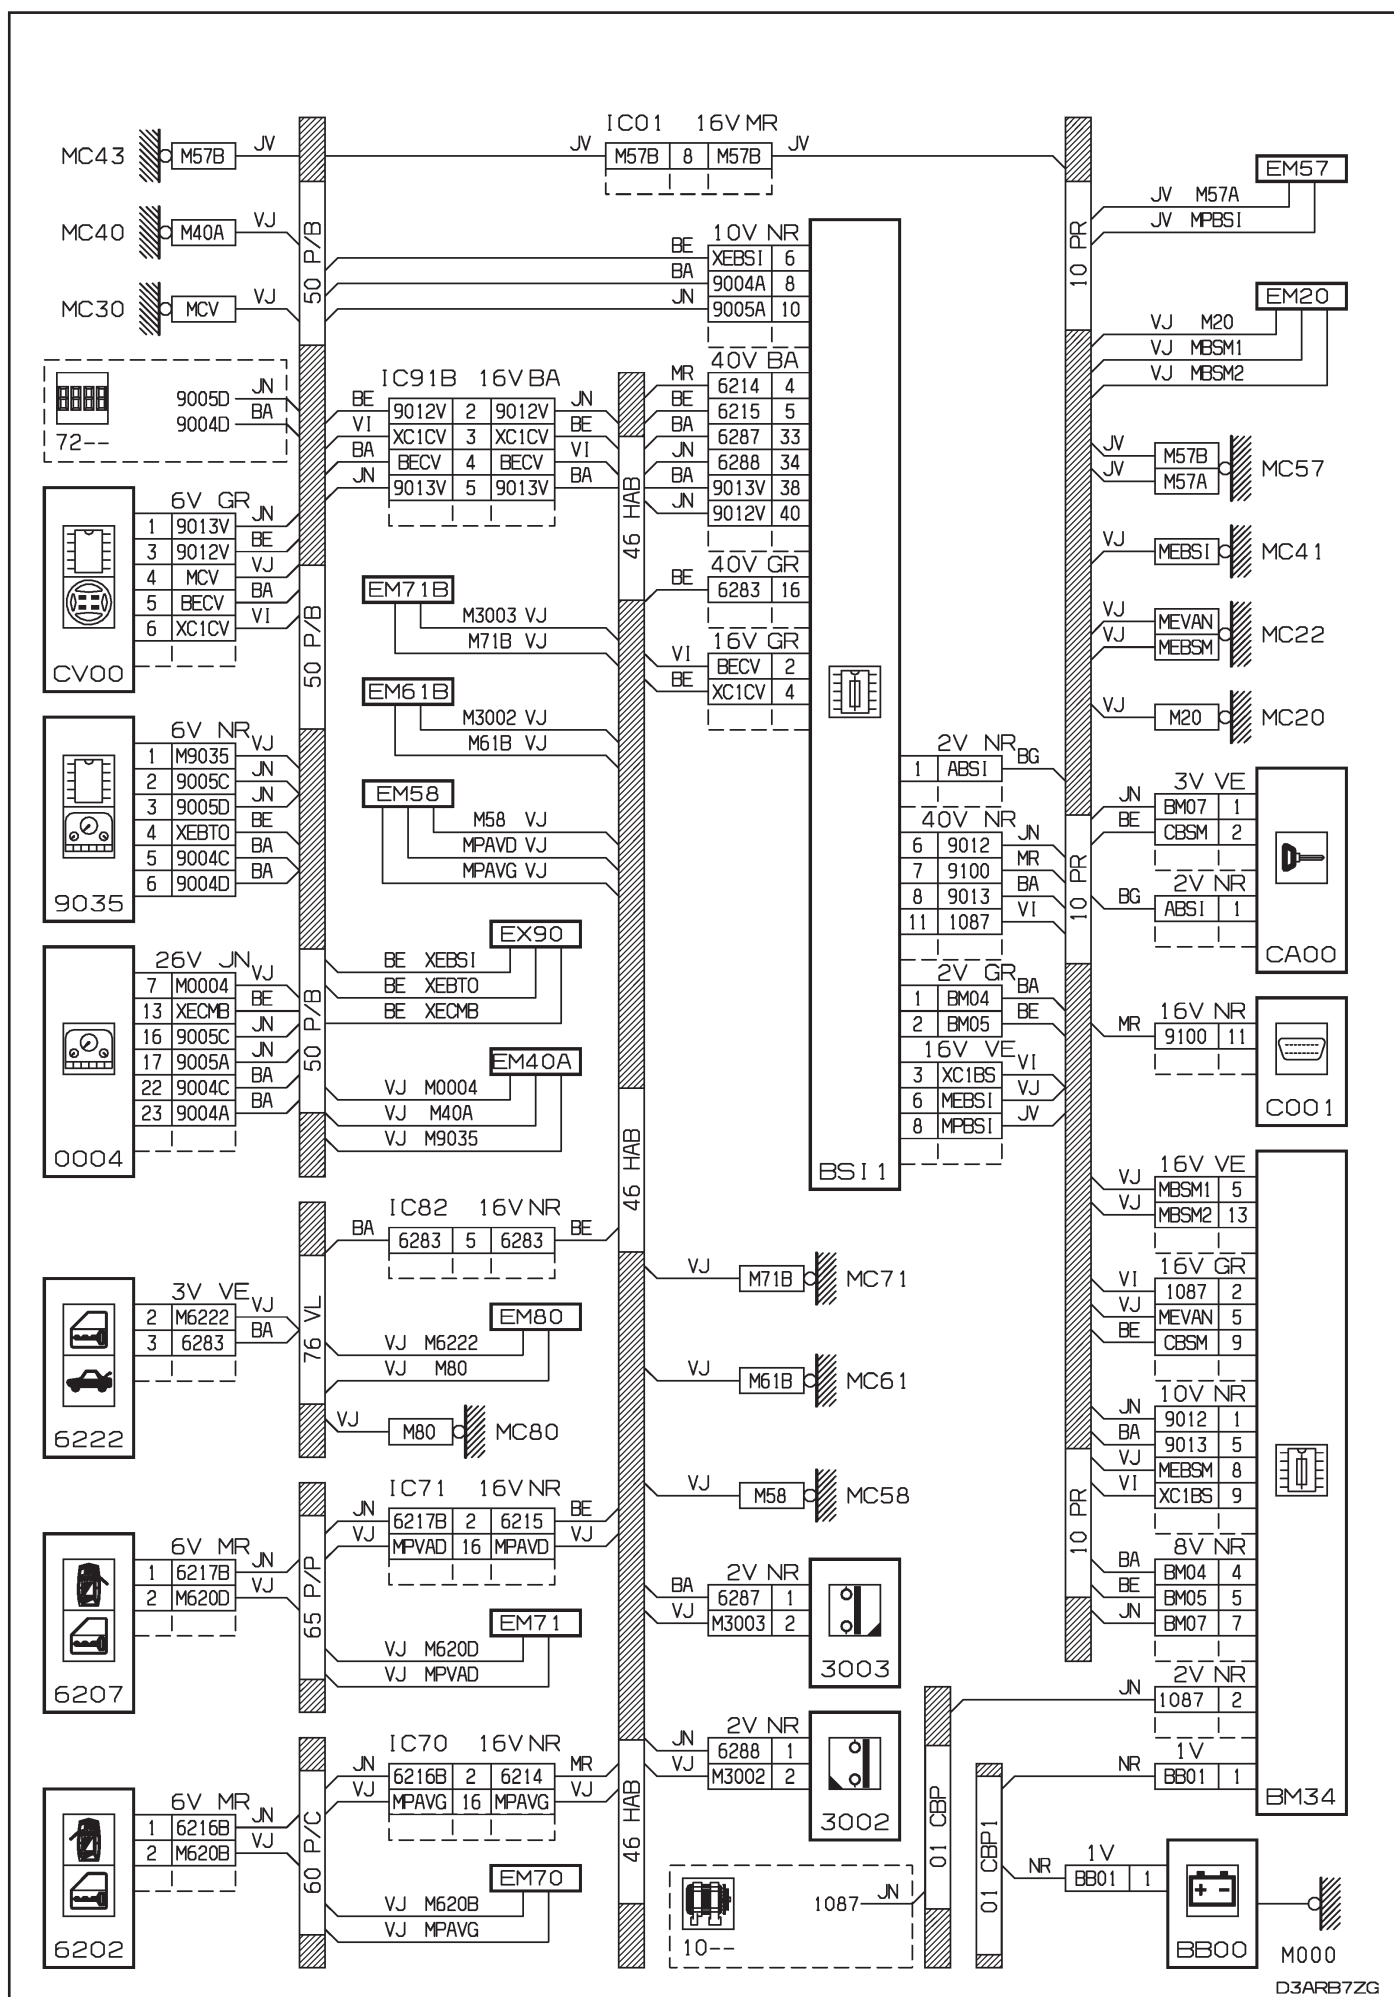 IC01 16V MR
MC43 M57B JV
JV M57B 8 M57B JV
EM57
JV M57A
JV MPBSI
MC40 M40A VJ
MC30 MCV VJ
50 P/B
10 PR
10V NR
BE XEBSI 6
BA 9004A 8
JN 9005A 10
EM20
VJ M20
VJ MBSM1
VJ MBSM2
72--
9005D JN
9004D BA
IC91B 16V BA
BE 9012V 2 9012V JN
VI XC1CV 3 XC1CV BE
BA BECV 4 BECV VI
JN 9013V 5 9013V BA
46 HAB
40V BA
MR 6214 4
BE 6215 5
BA 6287 33
JN 6288 34
BA 9013V 38
JN 9012V 40
40V GR
BE 6283 16
16V GR
VI BECV 2
BE XC1CV 4
JV M57B
JV M57A
MC57
VJ MEBSI MC41
VJ MEVAN
VJ MEBSM
MC22
VJ M20 MC20
6V GR
1 9013V JN
3 9012V BE
4 MCV VJ
5 BECV BA
6 XC1CV VI
CV00
50 P/B
EM71B
M3003 VJ
M71B VJ
EM61B
M3002 VJ
M61B VJ
EM58
M58 VJ
MPAVD VJ
MPAVG VJ
6V NR
1 M9035 VJ
2 9005C JN
3 9005D JN
4 XEBTO BE
5 9004C BA
6 9004D BA
9035
2V NR
1 ABSI BG
40V NR
6 9012 JN
7 9100 MR
8 9013 BA
11 1087 VI
2V GR
1 BM04 BA
2 BM05 BE
16V VE
3 XC1BS VI
6 MEBSI VJ
8 MPBSI JV
BSI1
10 PR
3V VE
JN BM07 1
BE CBSM 2
2V NR
BG ABSI 1
CA00
EX90
BE XEBSI
BE XEBTO
BE XECMB
26V JN
7 M0004 VJ
13 XECMB BE
16 9005C JN
17 9005A JN
22 9004C BA
23 9004A BA
0004
50 P/B
EM40A
VJ M0004
VJ M40A
VJ M9035
16V NR
MR 9100 11
C001
46 HAB
16V VE
VJ MBSM1 5
VJ MBSM2 13
16V GR
VI 1087 2
VJ MEVAN 5
BE CBSM 9
10V NR
JN 9012 1
BA 9013 5
VJ MEBSM 8
VI XC1BS 9
8V NR
BA BM04 4
BE BM05 5
JN BM07 7
2V NR
JN 1087 2
1V
NR BB01 1
BM34
10 PR
IC82 16V NR
BA 6283 5 6283 BE
3V VE
2 M6222 VJ
3 6283 BA
6222
76 VL
EM80
VJ M6222
VJ M80
VJ M80 MC80
VJ M71B MC71
VJ M61B MC61
VJ M58 MC58
IC71 16V NR
JN 6217B 2 6215 BE
VJ MPVAD 16 MPAVD VJ
6V MR
1 6217B JN
2 M620D VJ
6207
65 P/P
EM71
VJ M620D
VJ MPVAD
2V NR
BA 6287 1
VJ M3003 2
3003
IC70 16V NR
JN 6216B 2 6214 MR
VJ MPAVG 16 MPAVG VJ
6V MR
1 6216B JN
2 M620B VJ
6202
60 P/C
EM70
VJ M620B
VJ MPAVG
46 HAB
2V NR
JN 6288 1
VJ M3002 2
3002
10--
1087 JN
01 CBP
01 CBP1
1V
NR BB01 1
BB00
M000
D3ARB7ZG